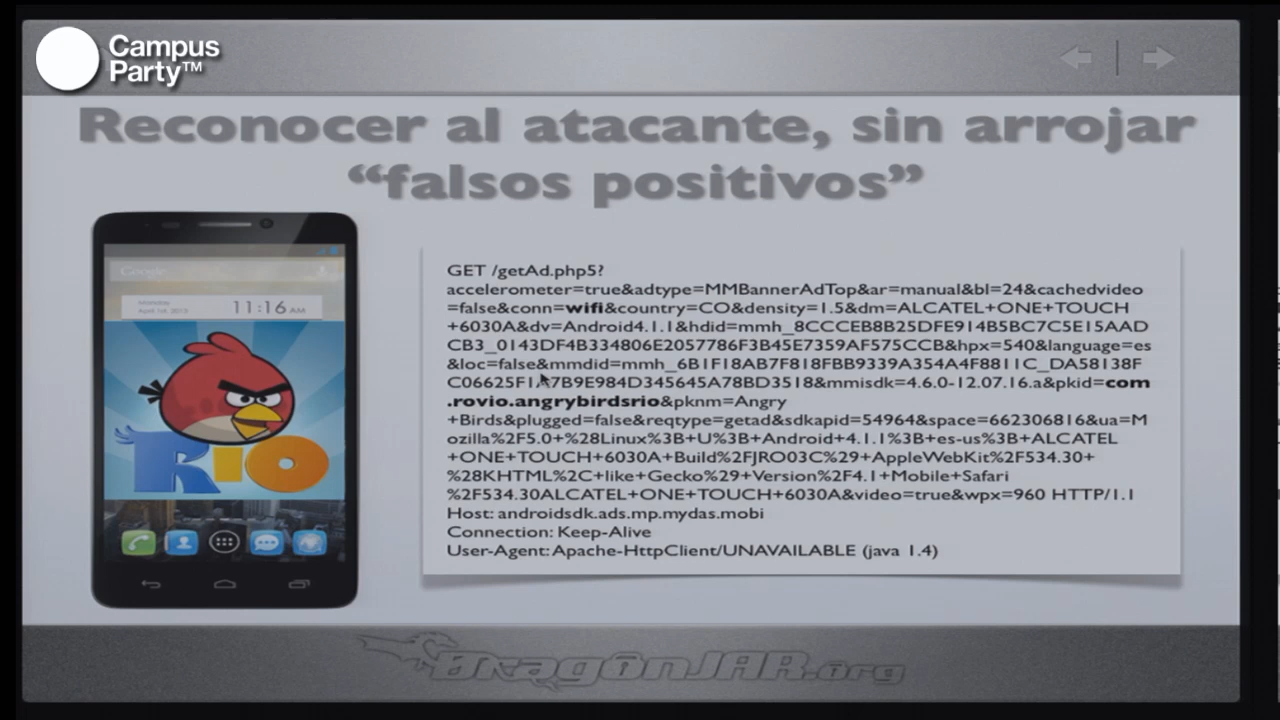 Campus
Party™
Reconocer al atacante, sin arrojar
“falsos positivos”
Google
Monday
April 1st, 2013
11:16 AM
RIO
GET /getAd.php5?
accelerometer=true&adtype=MMBannerAdTop&ar=manual&bl=24&cachedvideo
=false&conn=wifi&country=CO&density=1.5&dm=ALCATEL+ONE+TOUCH
+6030A&dv=Android4.1.1&hdid=mmh_8CCCEB8B25DFE914B5BC7C5E15AAD
CB3_0143DF4B334806E2057786F3B45E7359AF575CCB&hpx=540&language=es
&loc=false&mmdid=mmh_6B1F18AB7F818FBB9339A354A4F8811C_DA58138F
&mmisdk=4.6.0-12.07.16.a&pkid=com
.rovio.angrybirdsrio&pknm=Angry
+Birds&plugged=false&reqtype=getad&sdkapid=54964&space=662306816&ua=M
ozilla%2F5.0+%28Linux%3B+U%3B+Android+4.1.1%3B+es-us%3B+ALCATEL
+ONE+TOUCH+6030A+Build%2FJRO03C%29+AppleWebKit%2F534.30+
%28KHTML%2C+like+Gecko%29+Version%2F4.1+Mobile+Safari
%2F534.30ALCATEL+ONE+TOUCH+6030A&video=true&wpx=960 HTTP/1.1
Host: androidsdk.ads.mp.mydas.mobi
Connection: Keep-Alive
User-Agent: Apache-HttpClient/UNAVAILABLE (java 1.4)
DragonJAR.org